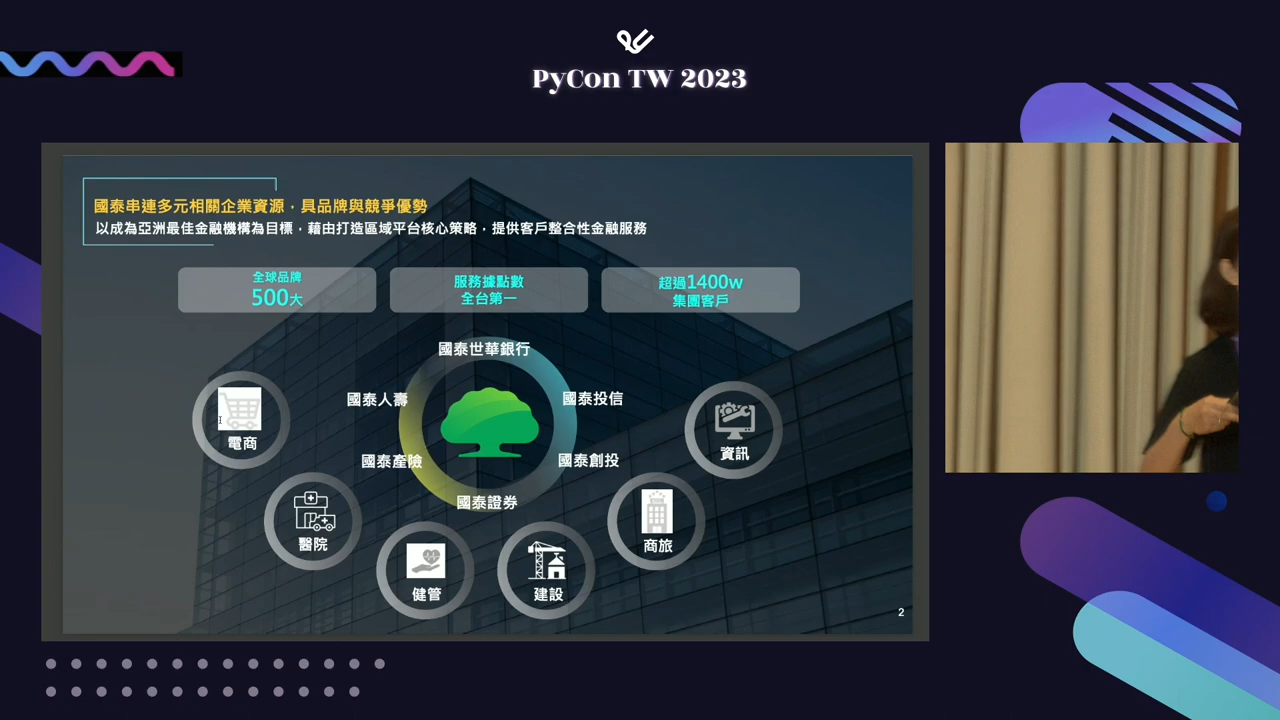 PyCon TW 2023
國泰串連多元相關企業資源，具品牌與競爭優勢
以成為亞洲最佳金融機構為目標，藉由打造區域平台核心策略，提供客戶整合性金融服務
全球品牌
500大
服務據點數
全台第一
超過1400w
集團客戶
國泰世華銀行
國泰人壽
國泰投信
國泰產險
國泰創投
國泰證券
電商
醫院
健管
建設
商旅
資訊
2